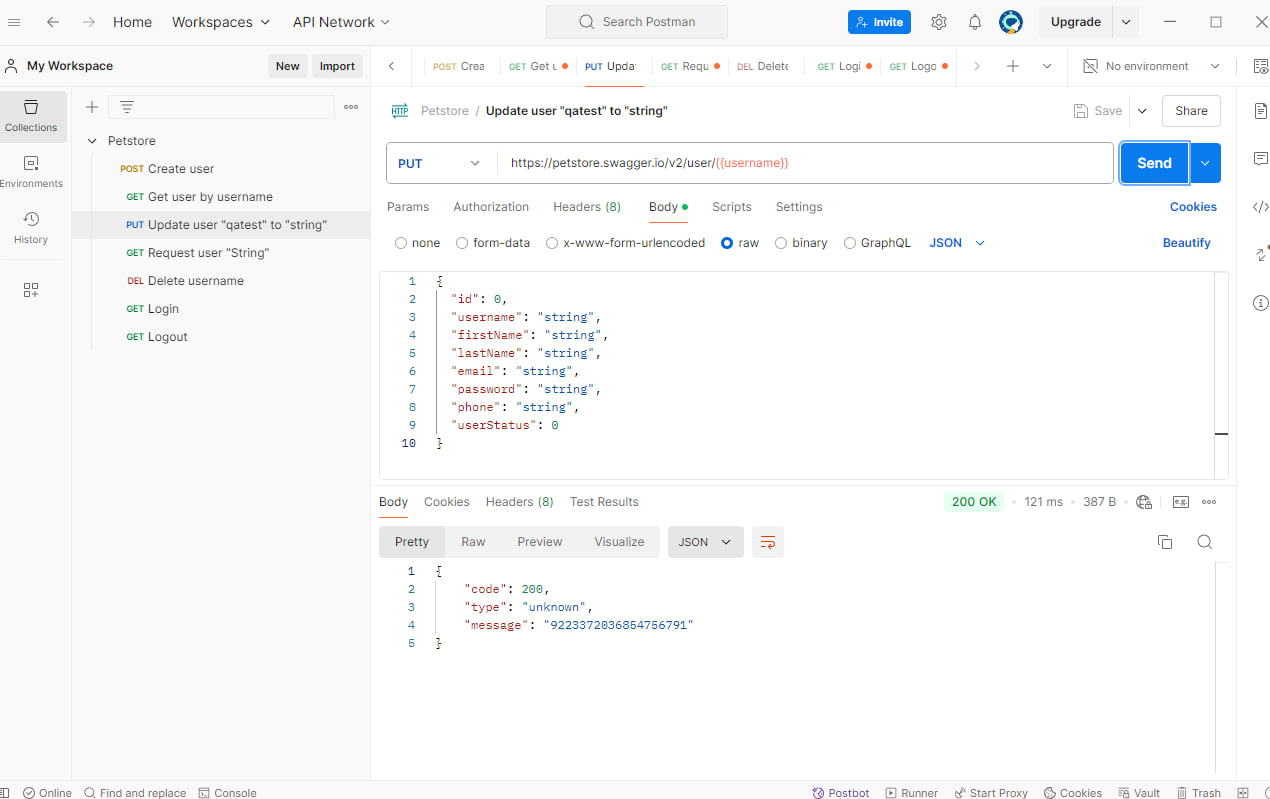 Home Workspaces API Network Search Postman Invite Upgrade
My Workspace New Import POST Crea GET Get u PUT Updat GET Requ DEL Delete GET Logi GET Logo No environment
Collections
Environments
History
Petstore
POST Create user
GET Get user by username
PUT Update user "qatest" to "string"
GET Request user "String"
DEL Delete username
GET Login
GET Logout
HTTP Petstore / Update user "qatest" to "string" Save Share
PUT https://petstore.swagger.io/v2/user/{{username}} Send
Params Authorization Headers (8) Body Scripts Settings Cookies
none form-data x-www-form-urlencoded raw binary GraphQL JSON Beautify
1 {
2 "id": 0,
3 "username": "string",
4 "firstName": "string",
5 "lastName": "string",
6 "email": "string",
7 "password": "string",
8 "phone": "string",
9 "userStatus": 0
10 }
Body Cookies Headers (8) Test Results 200 OK 121 ms 387 B e.g.
Pretty Raw Preview Visualize JSON
1 {
2 "code": 200,
3 "type": "unknown",
4 "message": "9223372036854756791"
5 }
Online Find and replace Console Postbot Runner Start Proxy Cookies Vault Trash